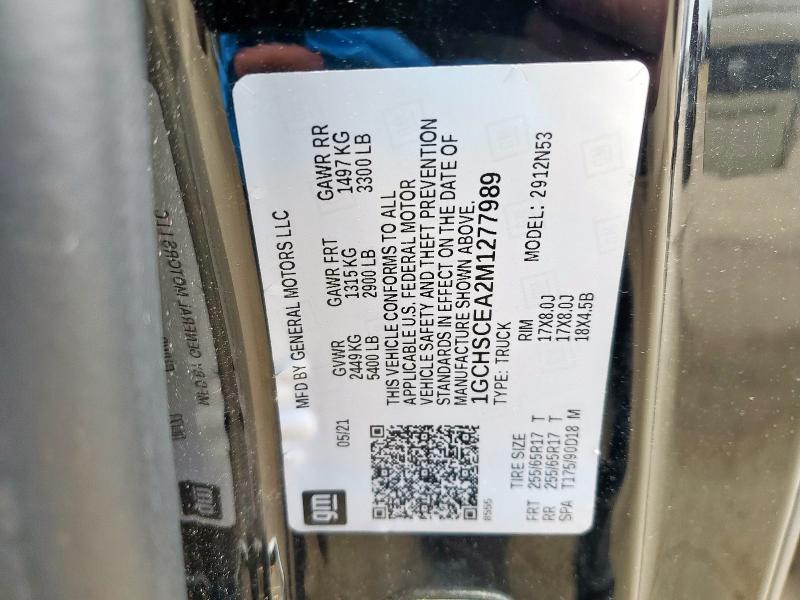 gm
MFD BY GENERAL MOTORS LLC
05/21
GVWR
2449 KG
5400 LB
GAWR FRT
1315 KG
2900 LB
GAWR RR
1497 KG
3300 LB
THIS VEHICLE CONFORMS TO ALL
APPLICABLE U.S. FEDERAL MOTOR
VEHICLE SAFETY AND THEFT PREVENTION
STANDARDS IN EFFECT ON THE DATE OF
MANUFACTURE SHOWN ABOVE.
1GCHSCEA2M1277989
TYPE: TRUCK
MODEL: 2912N53
TIRE SIZE RIM
FRT 255/65R17 T 17X8.0J
RR 255/65R17 T 17X8.0J
SPA T175/90D18 M 18X4.5B